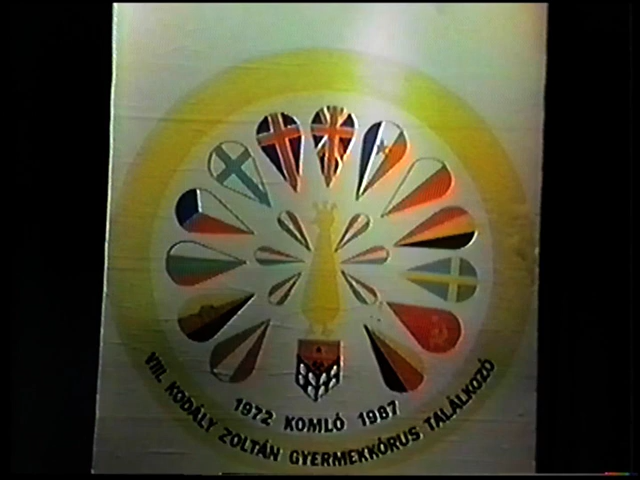 1972 KOMLÓ 1987
VIII. KODÁLY ZOLTÁN GYERMEKKÓRUS TALÁLKOZÓ